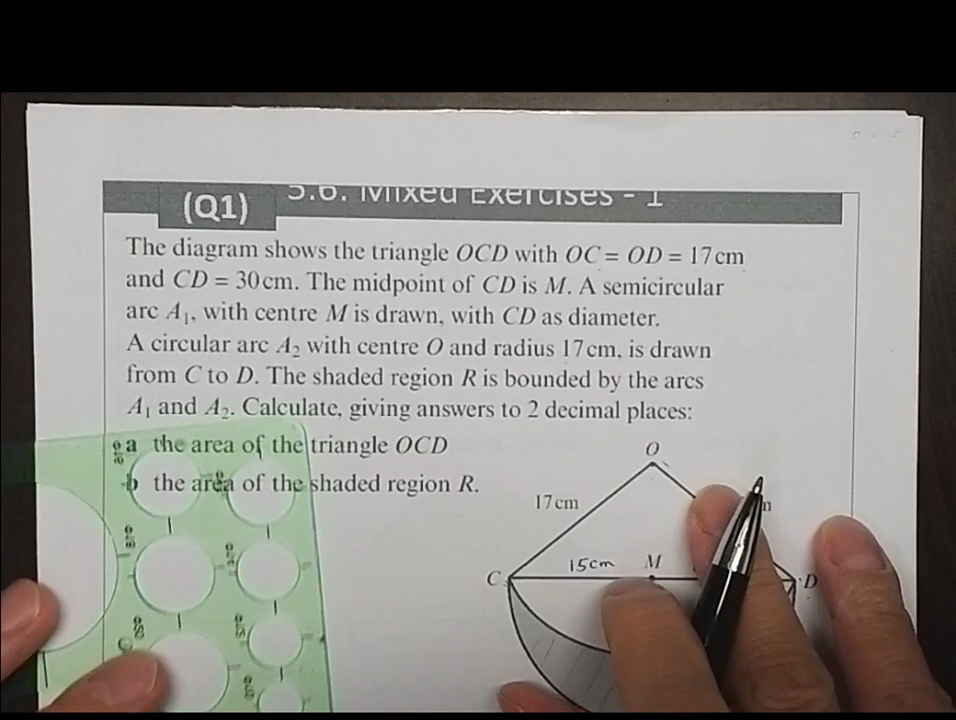 5.6. Mixed Exercises - 1
(Q1)
The diagram shows the triangle OCD with OC = OD = 17 cm
and CD = 30 cm. The midpoint of CD is M. A semicircular
arc A₁, with centre M is drawn, with CD as diameter.
A circular arc A₂ with centre O and radius 17 cm, is drawn
from C to D. The shaded region R is bounded by the arcs
A₁ and A₂. Calculate, giving answers to 2 decimal places:
a the area of the triangle OCD
b the area of the shaded region R.
O
17 cm
15cm
M
C
D